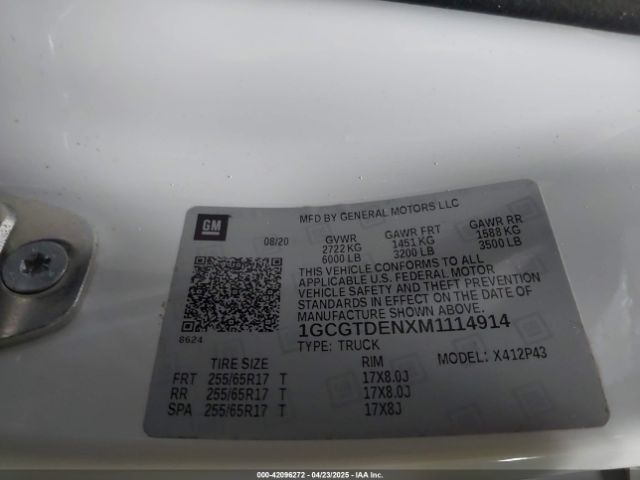 GM
MFD BY GENERAL MOTORS LLC
08/20 GVWR GAWR FRT GAWR RR
2722 KG 1451 KG 1588 KG
6000 LB 3200 LB 3500 LB
THIS VEHICLE CONFORMS TO ALL
APPLICABLE U.S. FEDERAL MOTOR
VEHICLE SAFETY AND THEFT PREVENTION
STANDARDS IN EFFECT ON THE DATE OF
MANUFACTURE SHOWN ABOVE.
8624
1GCGTDENXM1114914
TYPE: TRUCK MODEL: X412P43
TIRE SIZE RIM
FRT 255/65R17 T 17X8.0J
RR 255/65R17 T 17X8.0J
SPA 255/65R17 T 17X8J
000-42096272 - 04/23/2025 - IAAI.COM